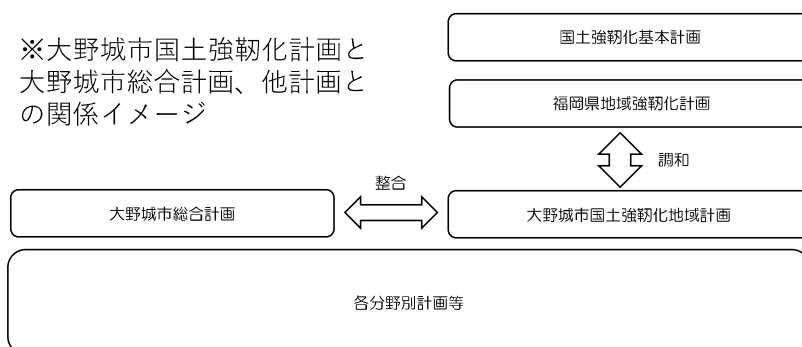 ※大野城市国土強靭化計画と
大野城市総合計画、他計画と
の関係イメージ
国土強靭化基本計画
福岡県地域強靭化計画
調和
整合
大野城市総合計画
大野城市国土強靭化地域計画
各分野別計画等